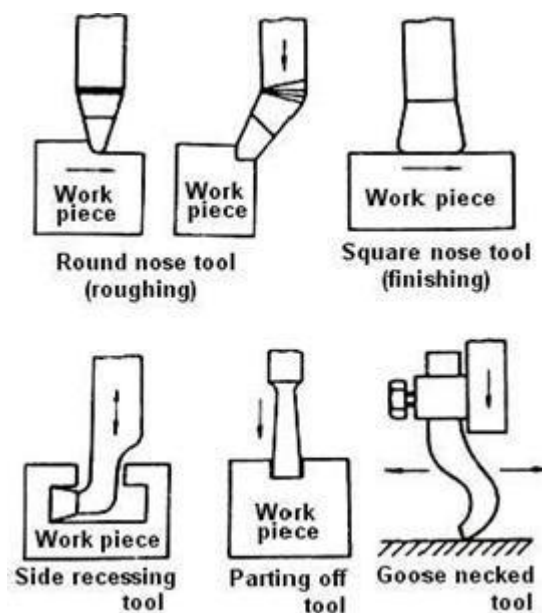 Work
piece
Work
piece
Work piece
Round nose tool
(roughing)
Square nose tool
(finishing)
Work piece
Work
piece
Side recessing
tool
Parting off
tool
Goose necked
tool